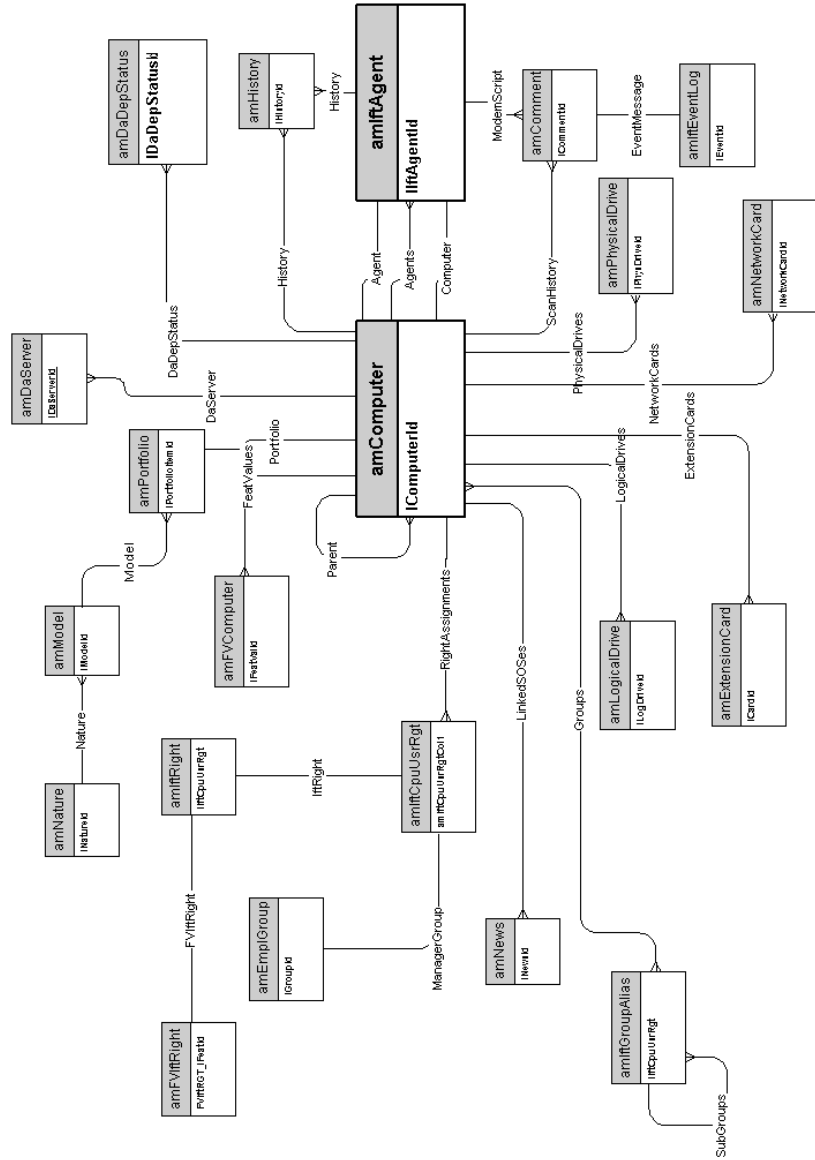 amDaDepStatus
lDaDepStatusId
amHistory
lHistoryId
History
amIftAgent
lIftAgentId
ModemScript
amComment
lCommentId
EventMessage
amIftEventLog
lEventId
DaDepStatus
History
Agent
Agents
Computer
ScanHistory
amPhysicalDrive
lPhysDriveId
amNetworkCard
lNetworkCardId
amDaServer
lDaServerId
DaServer
amComputer
lComputerId
PhysicalDrives
NetworkCards
amPortfolio
lPortfolioItemId
Portfolio
FeatValues
Parent
LogicalDrives
ExtensionCards
Model
amModel
lModelId
amFVComputer
lFeatValId
RightAssignments
LinkedSOSes
Groups
amLogicalDrive
lLogDriveId
amExtensionCard
lCardId
Nature
amNature
lNatureId
amIftRight
lIftCpuUsrRgt
IftRight
amIftCpuUsrRgt
amIftCpuUsrRgtCol1
FVIftRight
amEmplGroup
lGroupId
ManagerGroup
amNews
lNewsId
amFVIftRight
FVIftRGT_lFeatId
amIftGroupAlias
lIftCpuUsrRgt
SubGroups